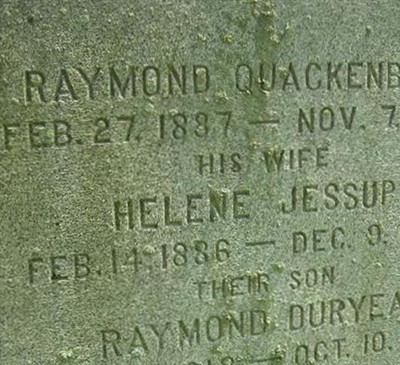 RAYMOND QUACKENB
FEB. 27, 1887 — NOV. 7,
HIS WIFE
HELENE JESSUP
FEB. 14, 1886 — DEC. 9,
THEIR SON
RAYMOND DURYEA
— OCT. 10,